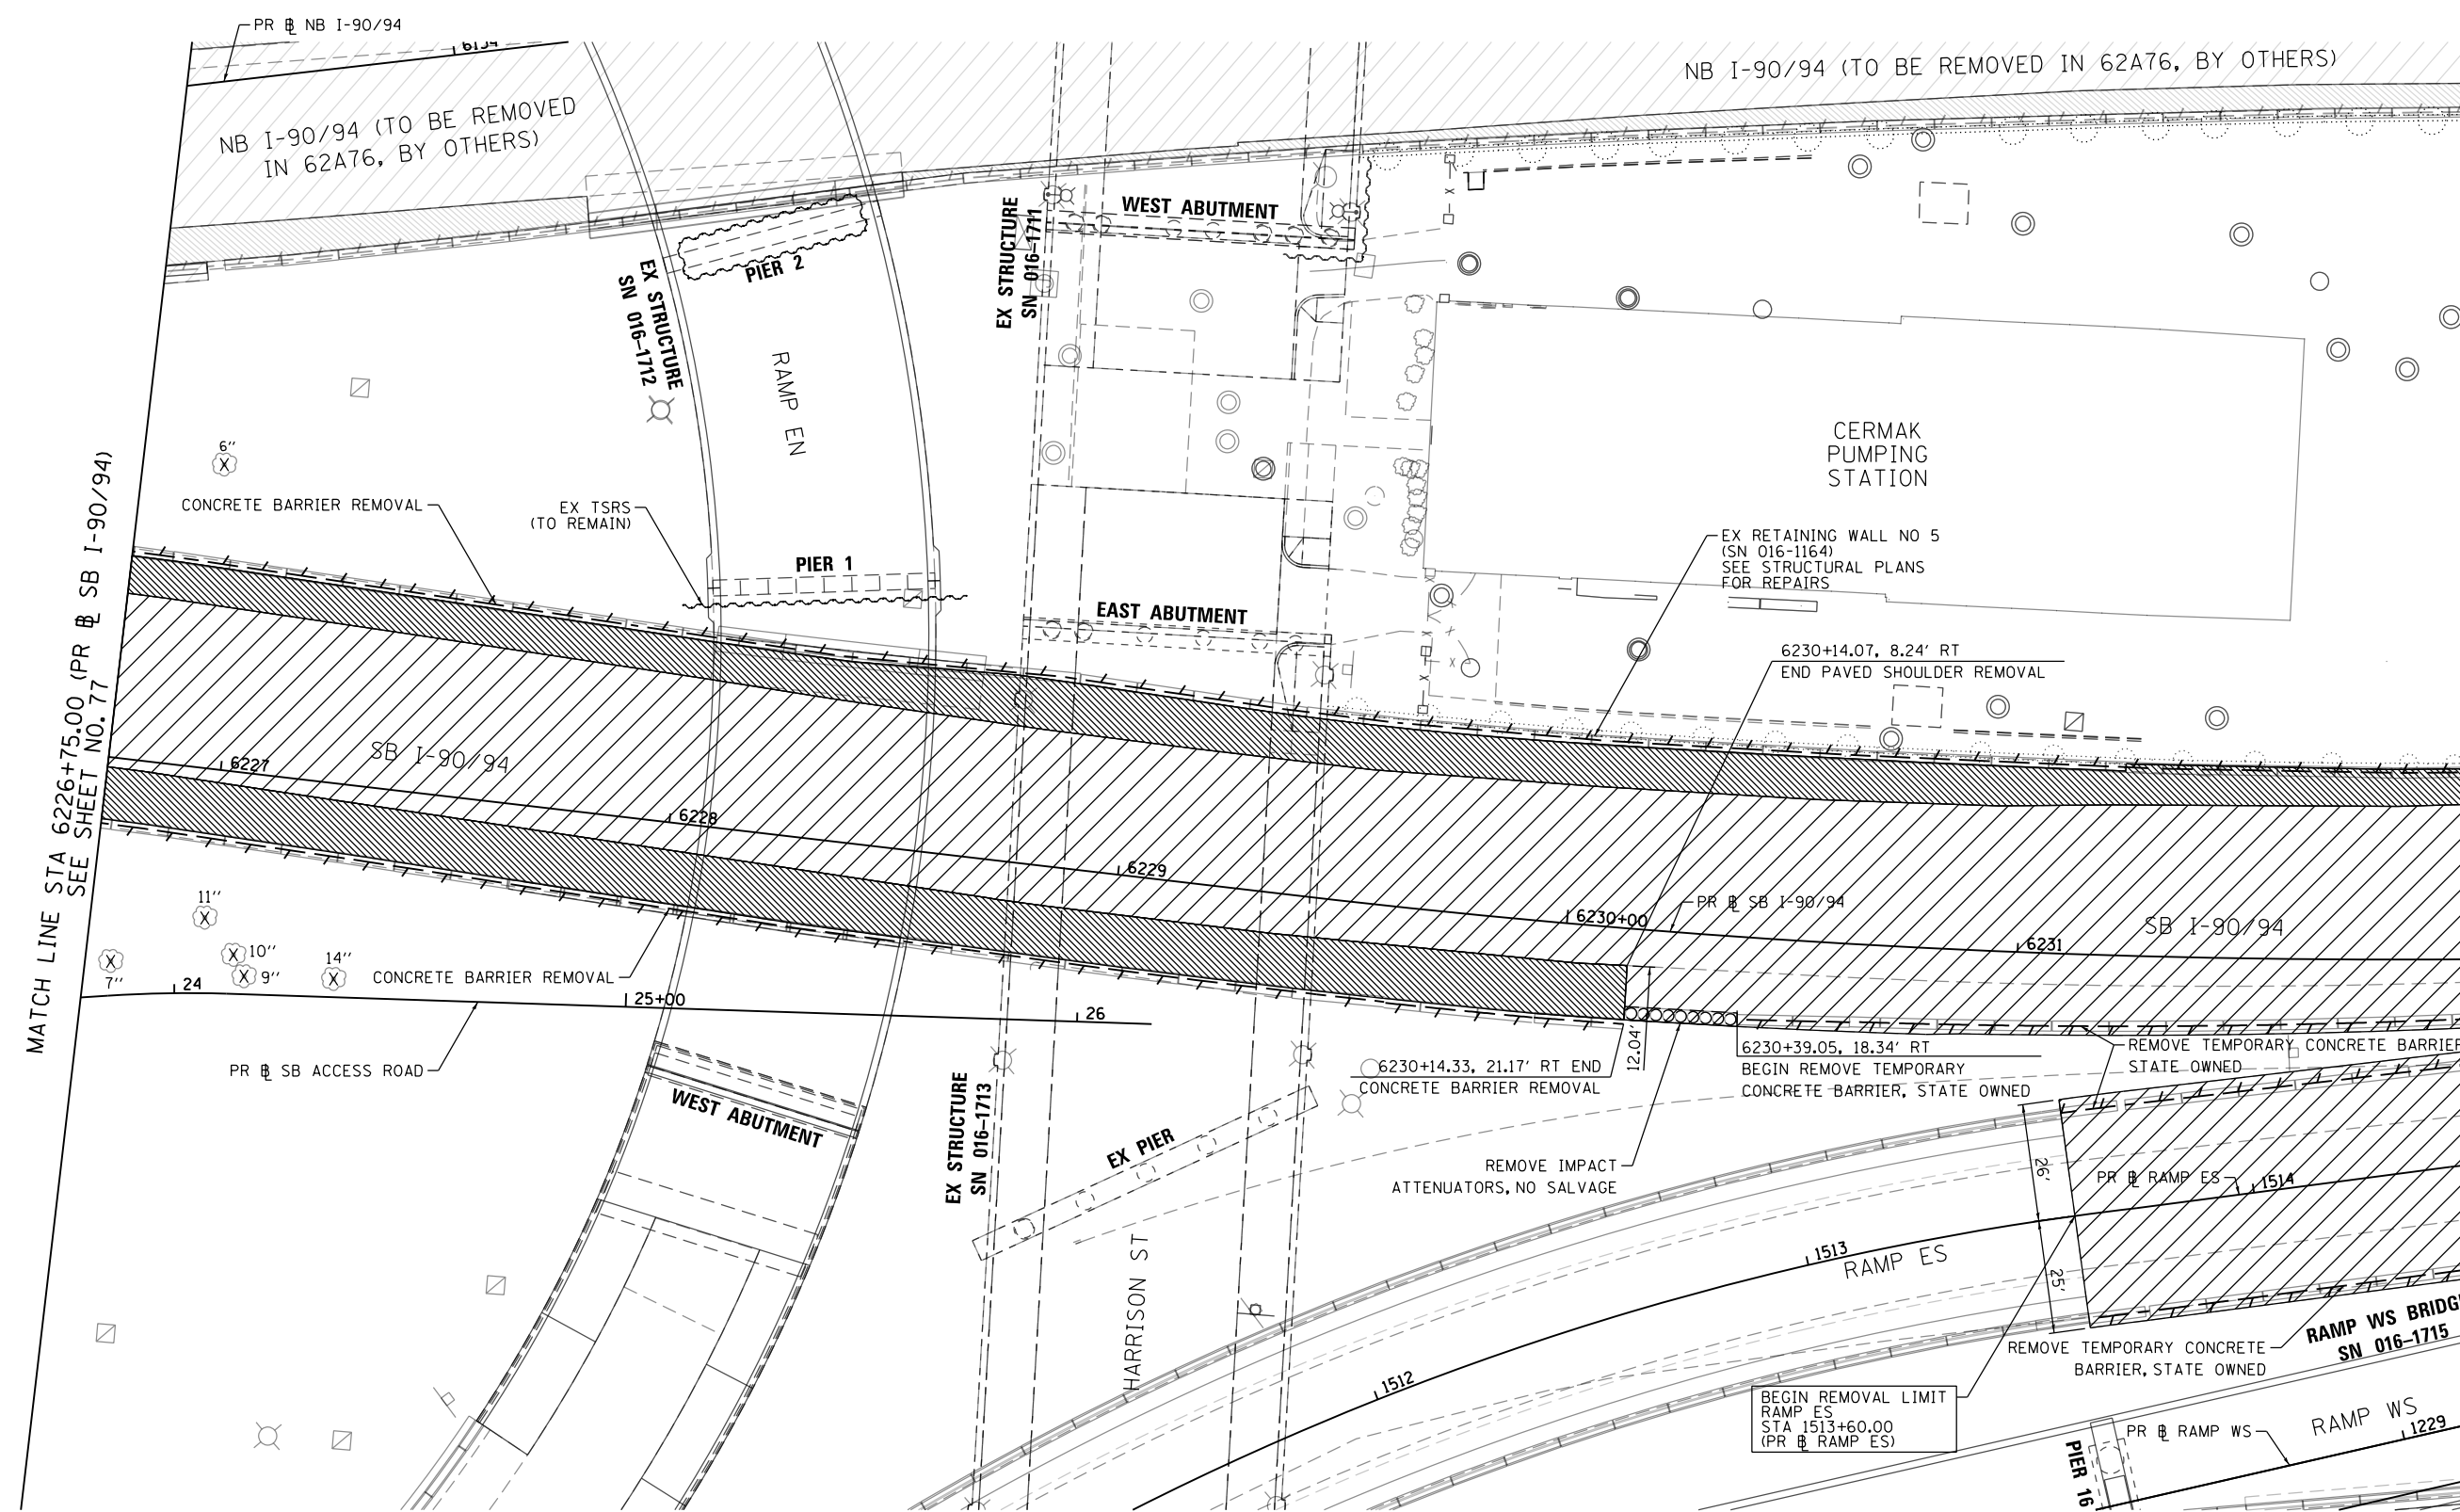 PR ℄ NB I-90/94
6154
NB I-90/94 (TO BE REMOVED
IN 62A76, BY OTHERS)
NB I-90/94 (TO BE REMOVED IN 62A76, BY OTHERS)
WEST ABUTMENT
EX STRUCTURE
SN 016-1711
PIER 2
EX STRUCTURE
SN 016-1712
RAMP EN
CERMAK
PUMPING
STATION
6''
CONCRETE BARRIER REMOVAL
EX TSRS
(TO REMAIN)
PIER 1
EAST ABUTMENT
EX RETAINING WALL NO 5
(SN 016-1164)
SEE STRUCTURAL PLANS
FOR REPAIRS
6230+14.07, 8.24' RT
END PAVED SHOULDER REMOVAL
MATCH LINE STA 6226+75.00 (PR ℄ SB I-90/94)
SEE SHEET NO. 77
6227
SB I-90/94
6228
6229
6230+00
PR ℄ SB I-90/94
6231
SB I-90/94
11''
10''
9''
7''
14''
CONCRETE BARRIER REMOVAL
24
25+00
26
PR ℄ SB ACCESS ROAD
WEST ABUTMENT
EX STRUCTURE
SN 016-1713
EX PIER
HARRISON ST
6230+14.33, 21.17' RT END
CONCRETE BARRIER REMOVAL
12.04'
6230+39.05, 18.34' RT
BEGIN REMOVE TEMPORARY
CONCRETE BARRIER, STATE OWNED
REMOVE TEMPORARY CONCRETE BARRIER
STATE OWNED
REMOVE IMPACT
ATTENUATORS, NO SALVAGE
26'
25'
PR ℄ RAMP ES
1514
1513
RAMP ES
1512
REMOVE TEMPORARY CONCRETE
BARRIER, STATE OWNED
RAMP WS BRIDG
SN 016-1715
BEGIN REMOVAL LIMIT
RAMP ES
STA 1513+60.00
(PR ℄ RAMP ES)
PIER 16
PR ℄ RAMP WS
RAMP WS
1229